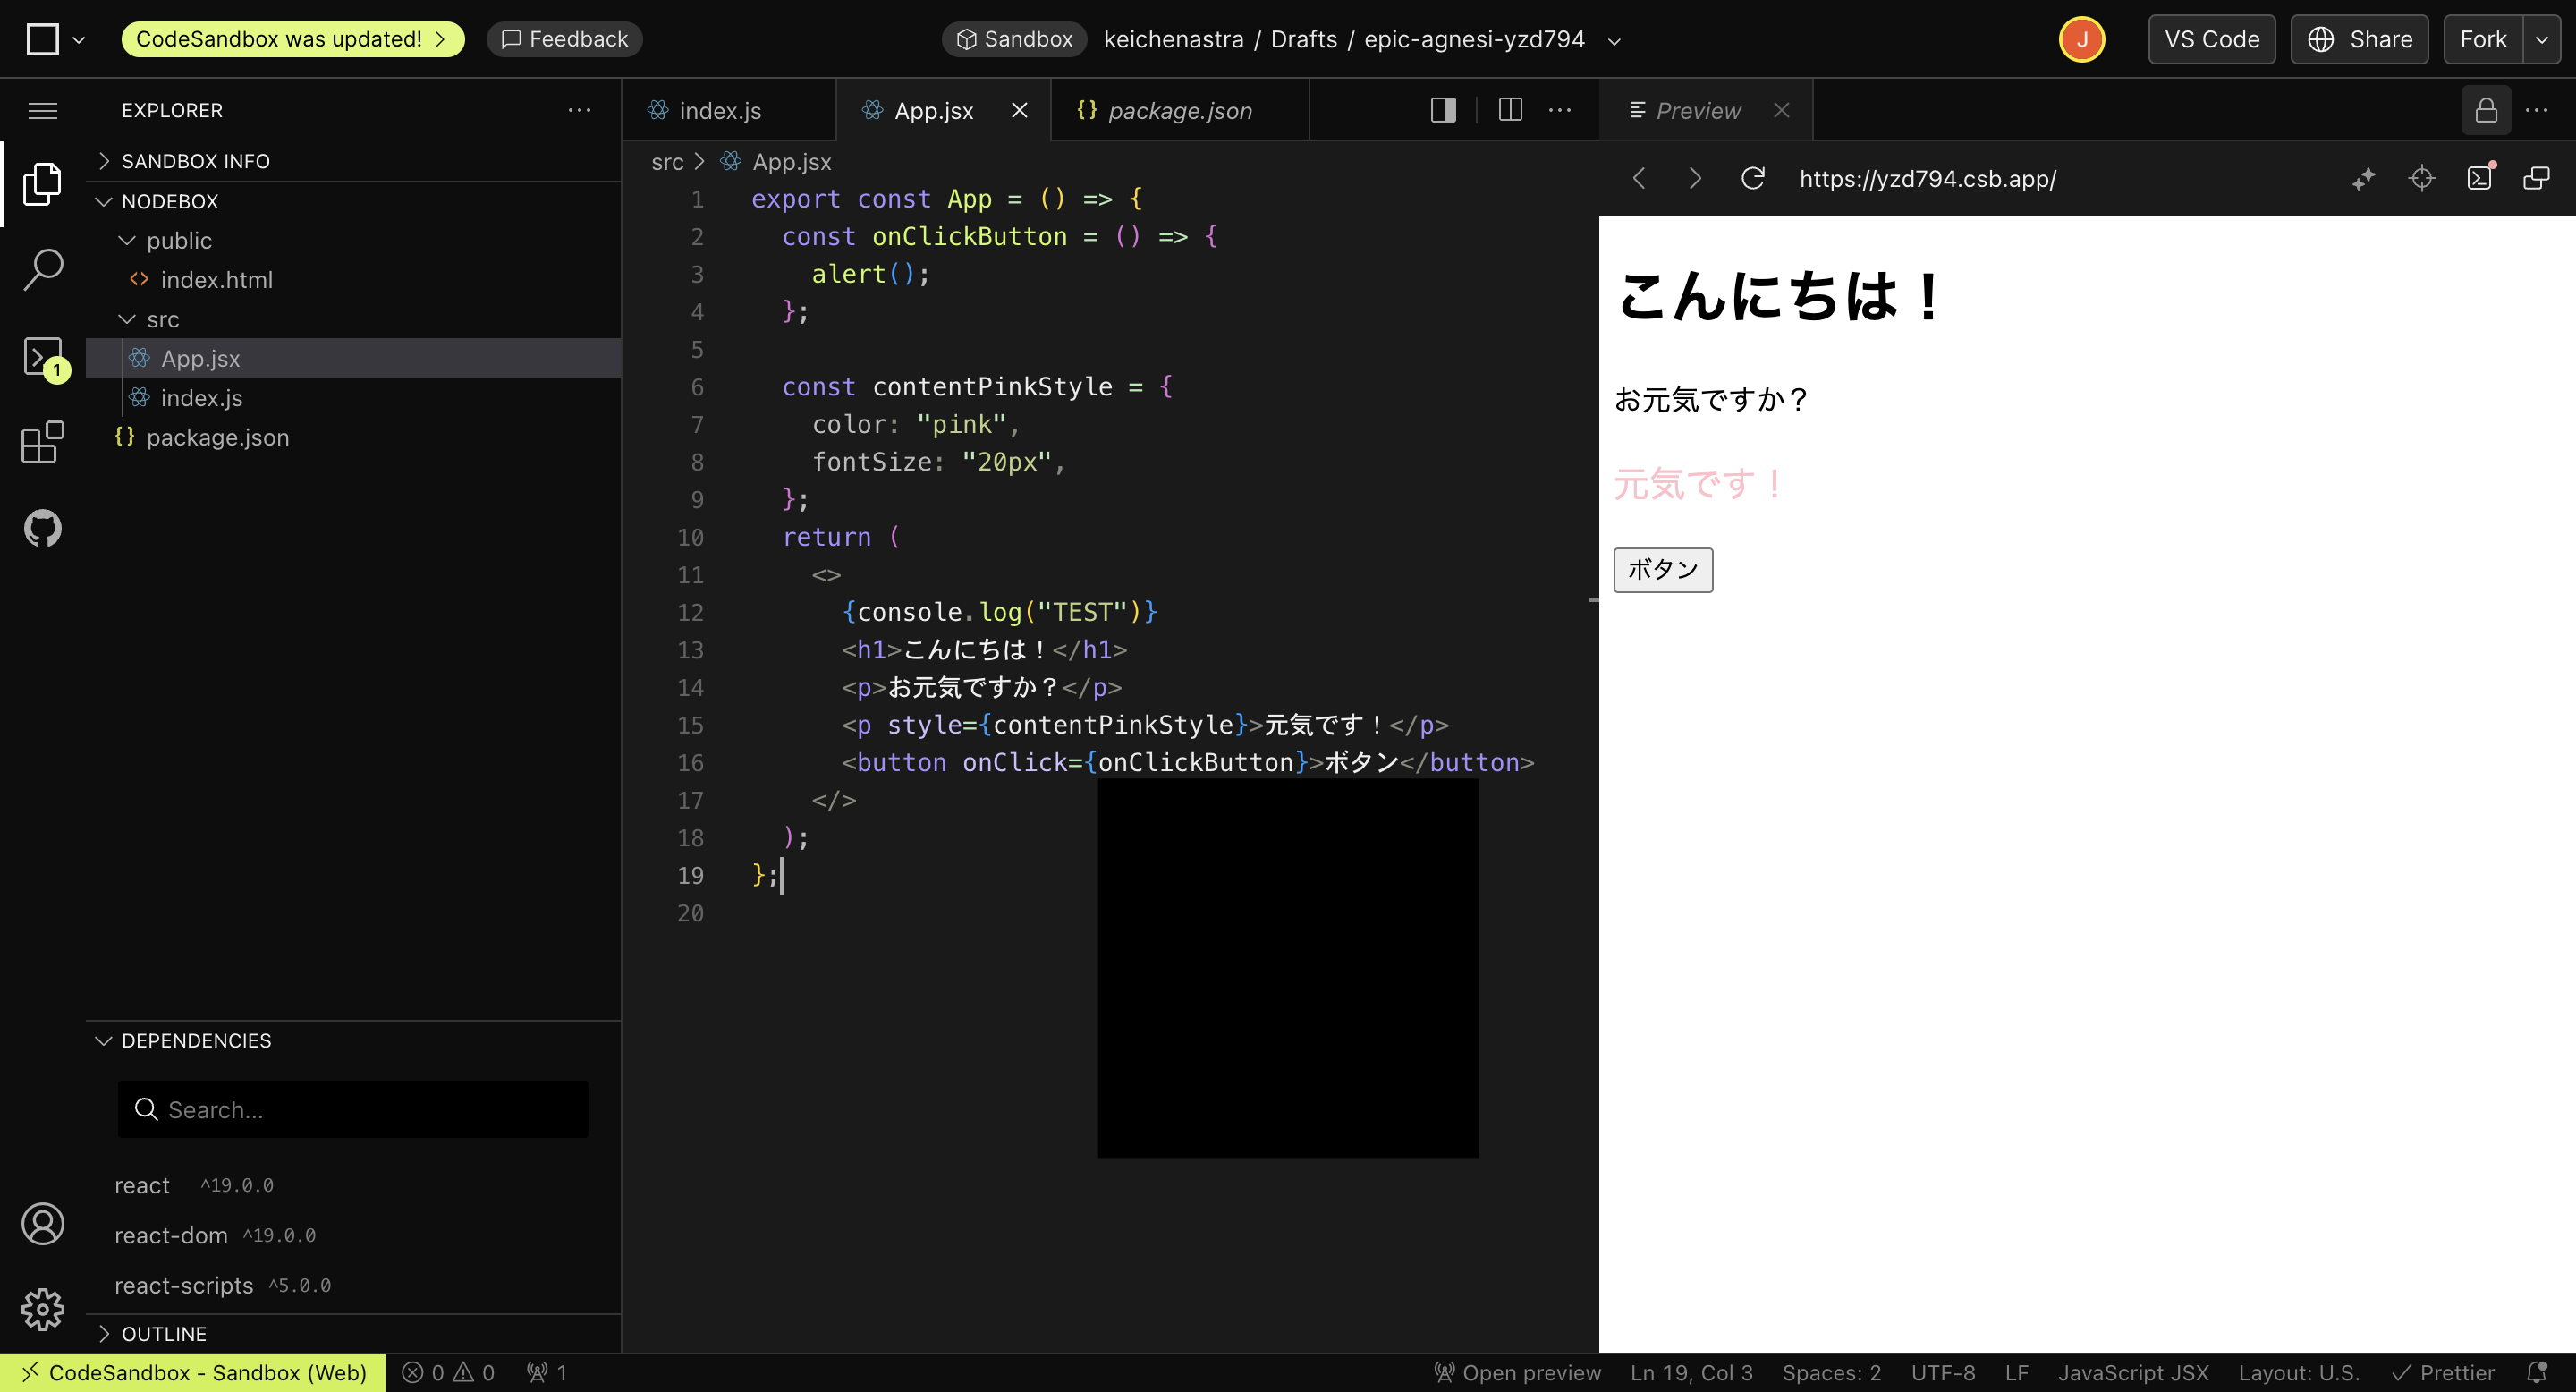 CodeSandbox was updated!
Feedback
Sandbox
keichenastra / Drafts / epic-agnesi-yzd794
J
VS Code
Share
Fork
EXPLORER
SANDBOX INFO
NODEBOX
public
index.html
src
App.jsx
index.js
package.json
1
DEPENDENCIES
Search...
react ^19.0.0
react-dom ^19.0.0
react-scripts ^5.0.0
OUTLINE
index.js
App.jsx
package.json
src > App.jsx
1 export const App = () => {
2 const onClickButton = () => {
3 alert();
4 };
5
6 const contentPinkStyle = {
7 color: "pink",
8 fontSize: "20px",
9 };
10 return (
11 <>
12 {console.log("TEST")}
13 <h1>こんにちは！</h1>
14 <p>お元気ですか？</p>
15 <p style={contentPinkStyle}>元気です！</p>
16 <button onClick={onClickButton}>ボタン</button>
17 </>
18 );
19 };
20
Preview
https://yzd794.csb.app/
こんにちは！
お元気ですか？
元気です！
ボタン
CodeSandbox - Sandbox (Web)
0 0
1
Open preview
Ln 19, Col 3
Spaces: 2
UTF-8
LF
JavaScript JSX
Layout: U.S.
Prettier